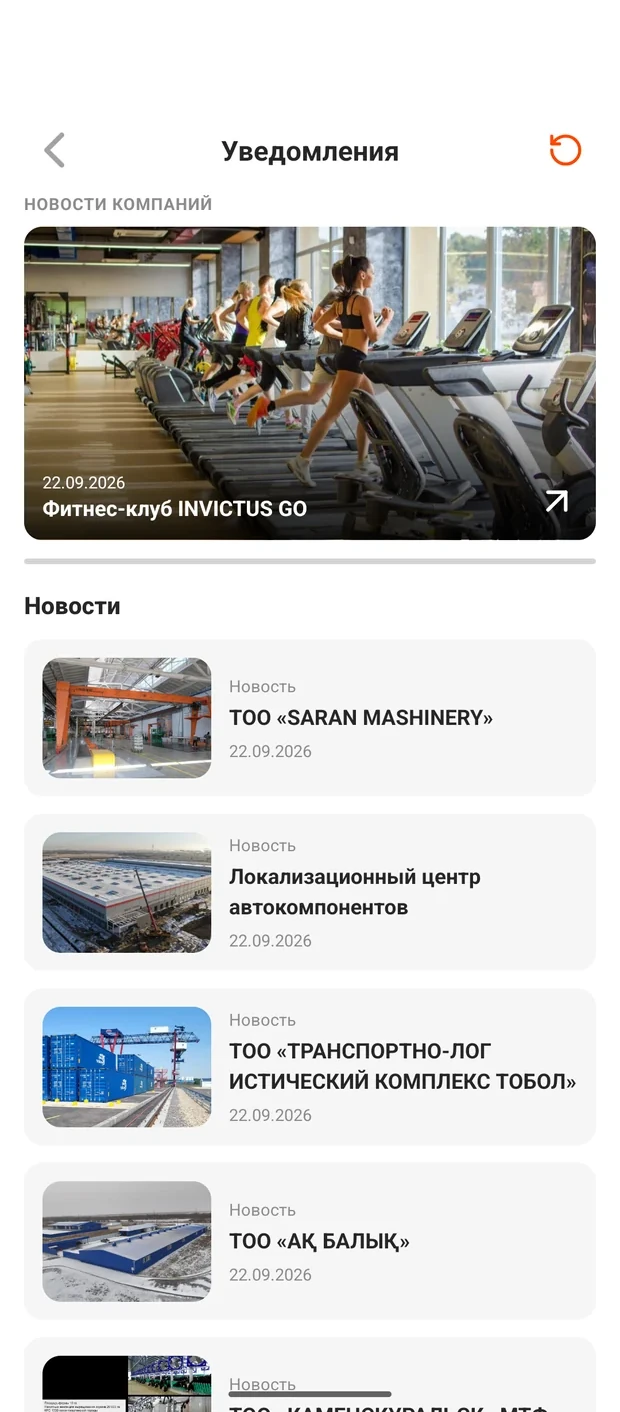 Уведомления
НОВОСТИ КОМПАНИЙ
22.09.2026
Фитнес-клуб INVICTUS GO
Новости
Новость
ТОО «SARAN MASHINERY»
22.09.2026
Новость
Локализационный центр
автокомпонентов
22.09.2026
Новость
ТОО «ТРАНСПОРТНО-ЛОГ
ИСТИЧЕСКИЙ КОМПЛЕКС ТОБОЛ»
22.09.2026
Новость
ТОО «АҚ БАЛЫҚ»
22.09.2026
Новость